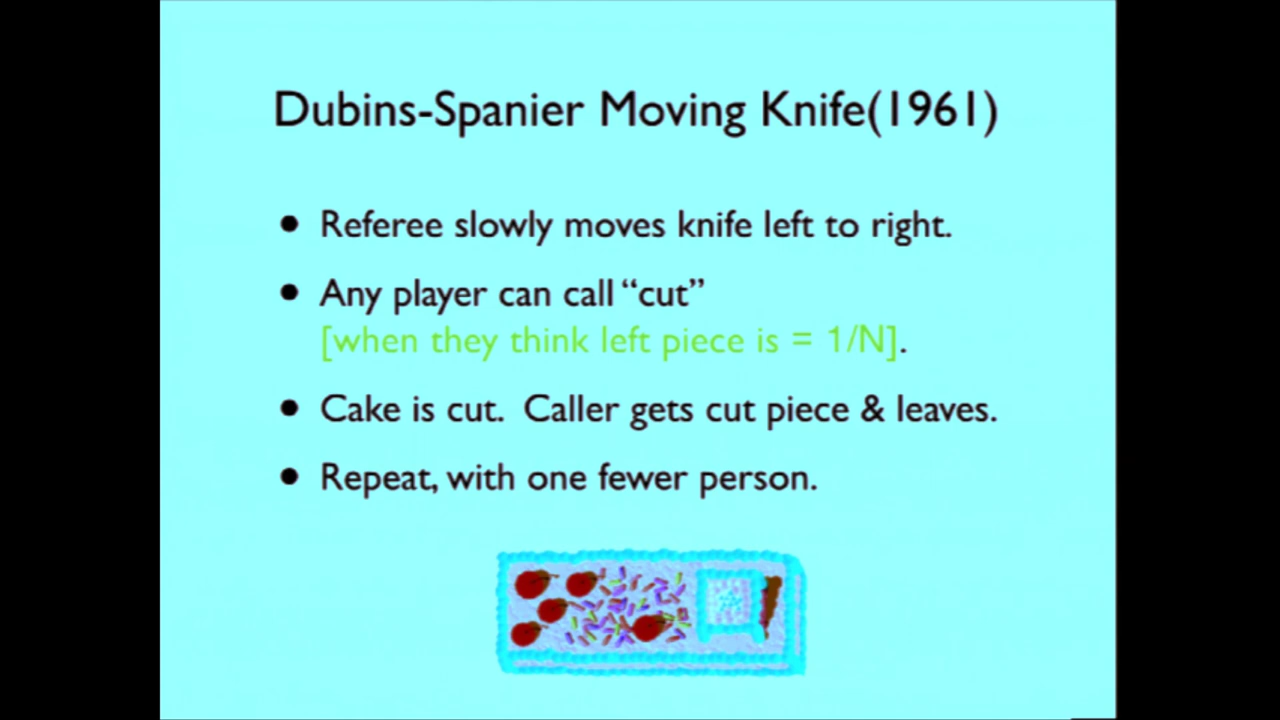 Dubins-Spanier Moving Knife(1961)
• Referee slowly moves knife left to right.
• Any player can call “cut”
[when they think left piece is = 1/N].
• Cake is cut. Caller gets cut piece & leaves.
• Repeat, with one fewer person.